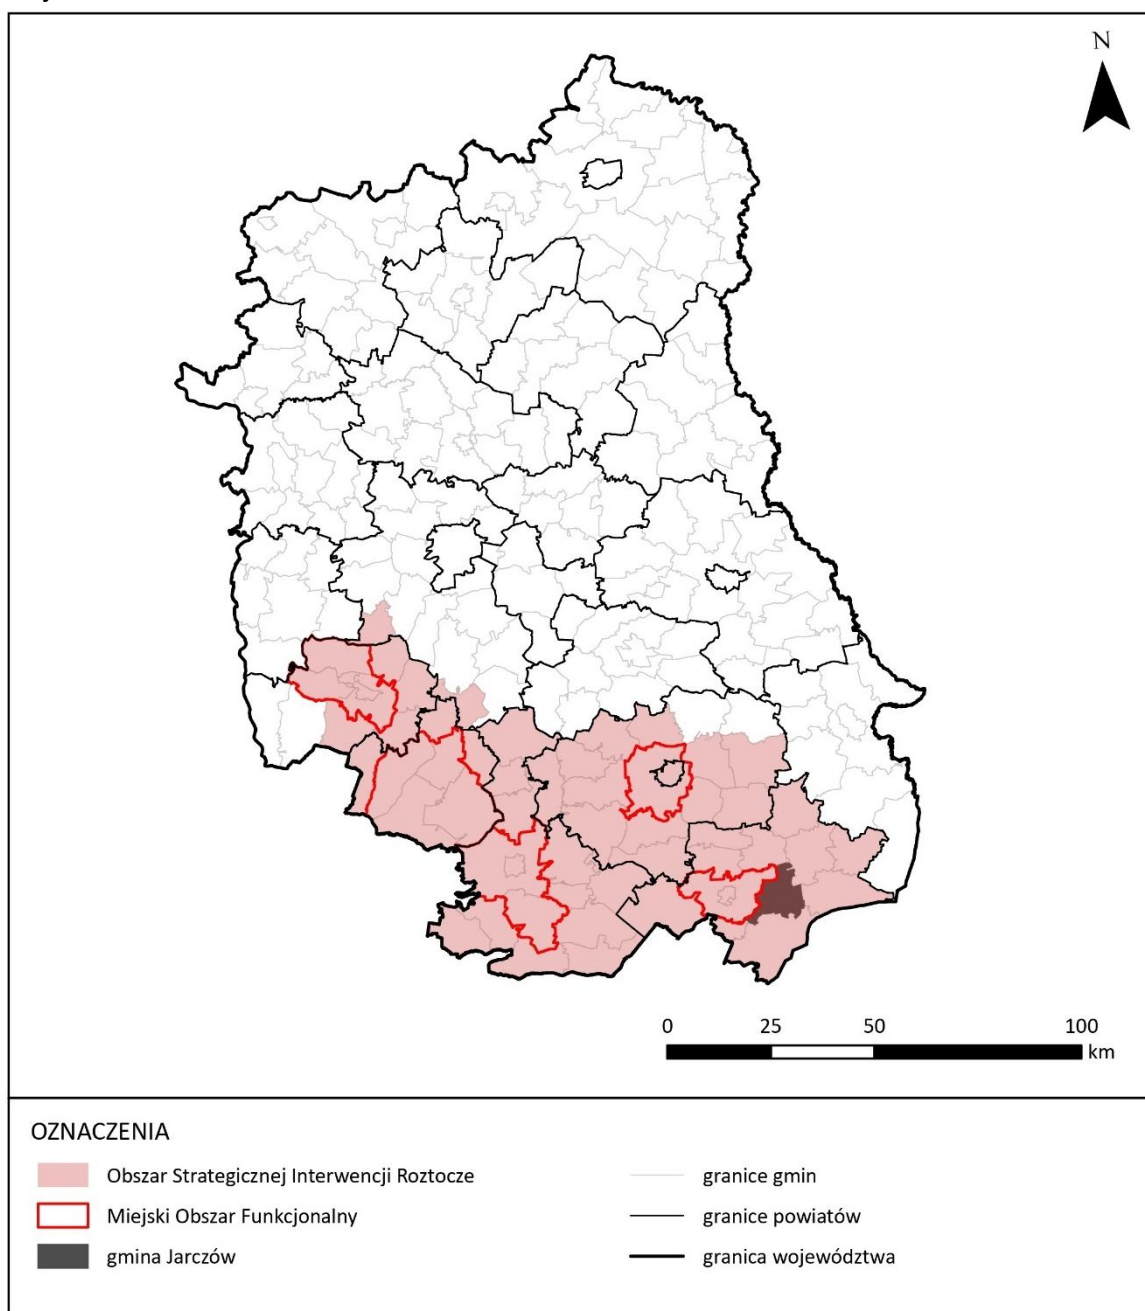 N
0 25 50 100
km
OZNACZENIA
Obszar Strategicznej Interwencji Roztocze
Miejski Obszar Funkcjonalny
gmina Jarczów
granice gmin
granice powiatów
granica województwa